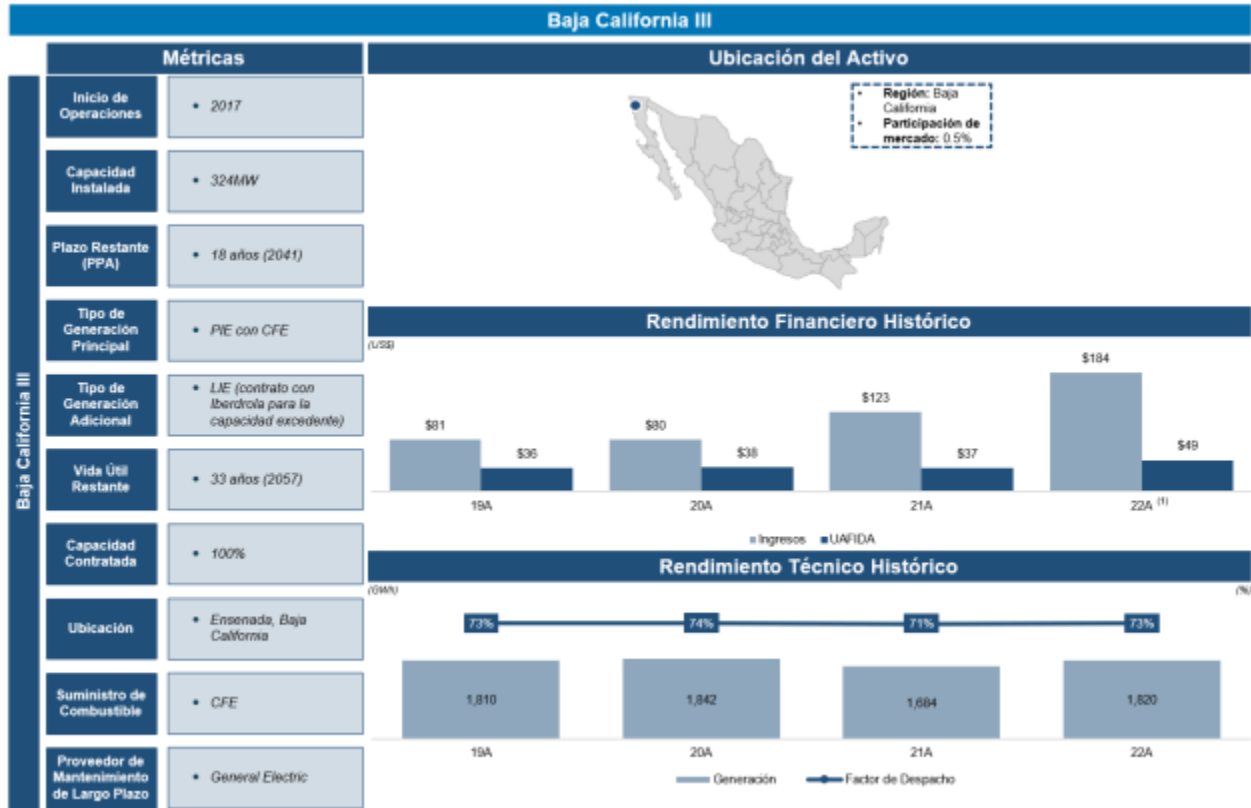 Baja California III
Métricas
Baja California III
Inicio de
Operaciones
• 2017
Capacidad
Instalada
• 324MW
Plazo Restante
(PPA)
• 18 años (2041)
Tipo de
Generación
Principal
• PIE con CFE
Tipo de
Generación
Adicional
• LIE (contrato con
Iberdrola para la
capacidad excedente)
Vida Útil
Restante
• 33 años (2057)
Capacidad
Contratada
• 100%
Ubicación
• Ensenada, Baja
California
Suministro de
Combustible
• CFE
Proveedor de
Mantenimiento
de Largo Plazo
• General Electric
Ubicación del Activo
• Región: Baja
California
• Participación de
mercado: 0.5%
Rendimiento Financiero Histórico
(US$)
$81
$36
$80
$38
$123
$37
$184
$49
19A
20A
21A
22A (1)
Ingresos
UAFIDA
Rendimiento Técnico Histórico
(GWh)
(%)
73%
74%
71%
73%
1,810
1,842
1,684
1,820
19A
20A
21A
22A
Generación
Factor de Despacho